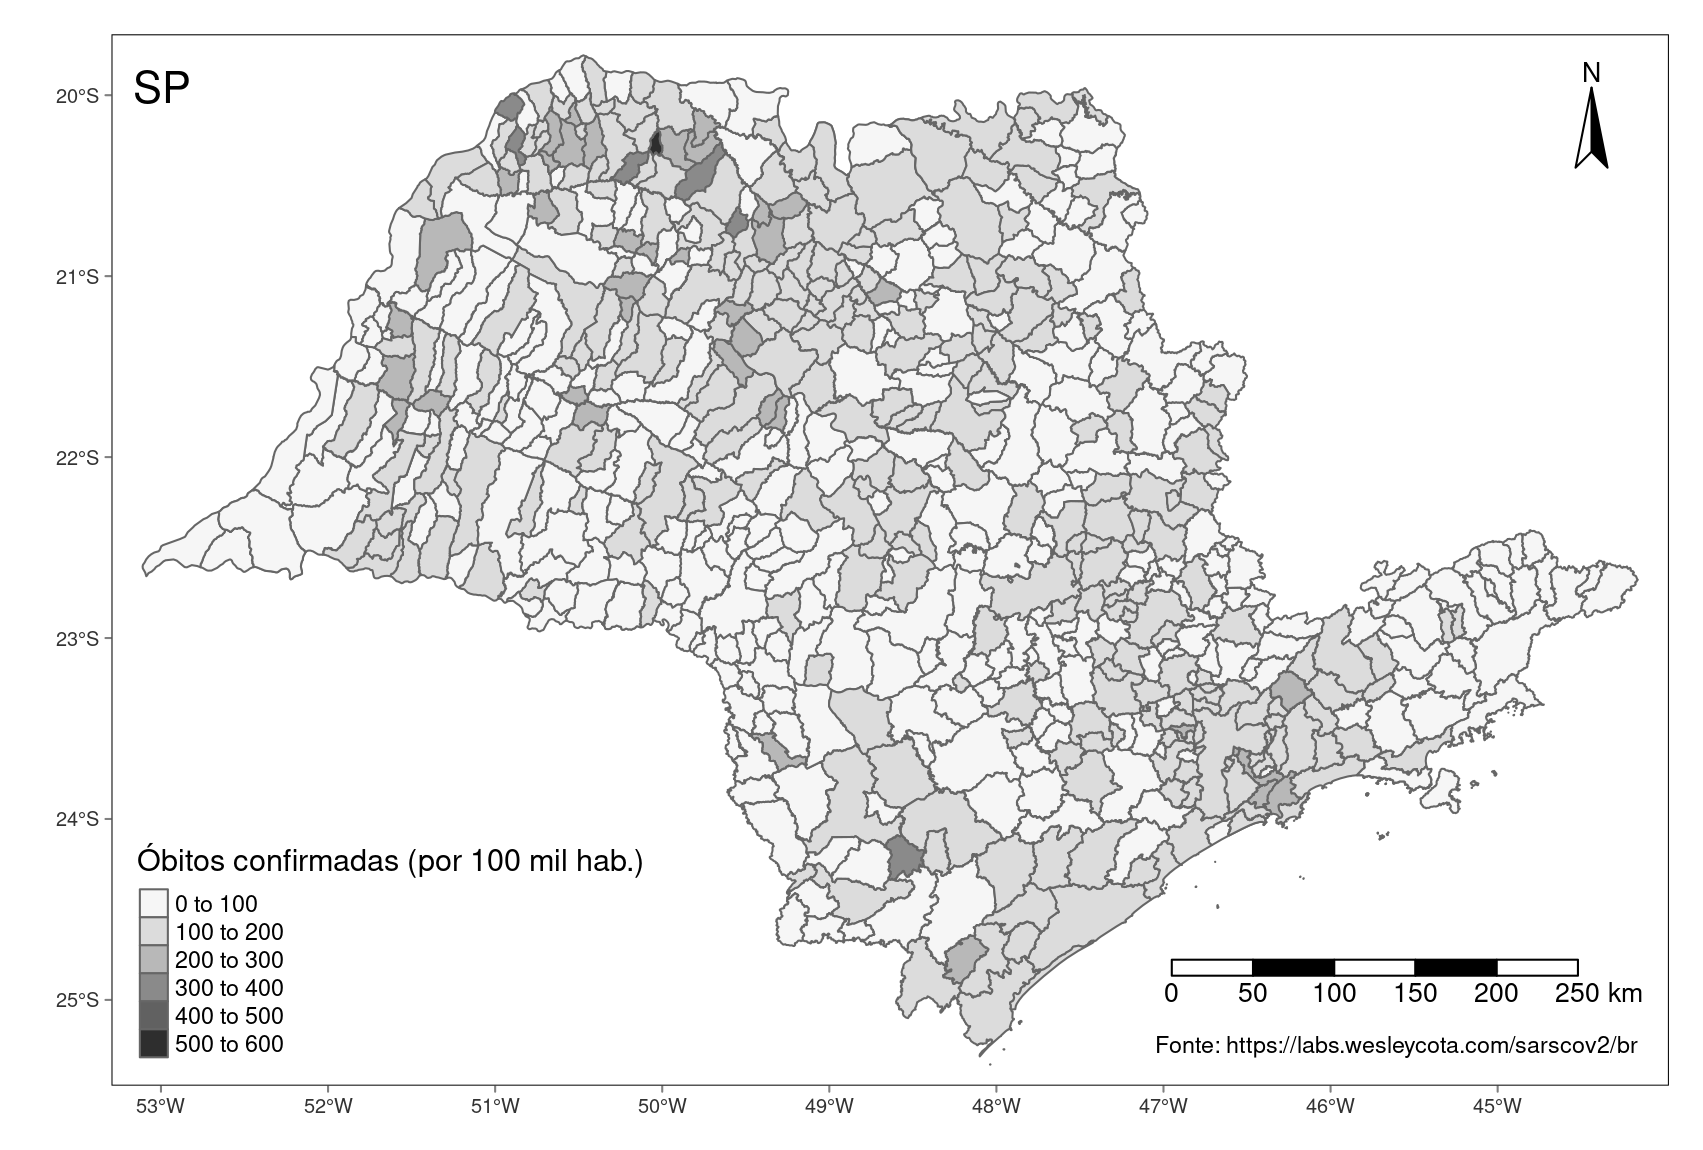 SP
N
20°S
21°S
22°S
23°S
24°S
25°S
Óbitos confirmadas (por 100 mil hab.)
0 to 100
100 to 200
200 to 300
300 to 400
400 to 500
500 to 600
0 50 100 150 200 250 km
Fonte: https://labs.wesleycota.com/sarscov2/br
53°W 52°W 51°W 50°W 49°W 48°W 47°W 46°W 45°W